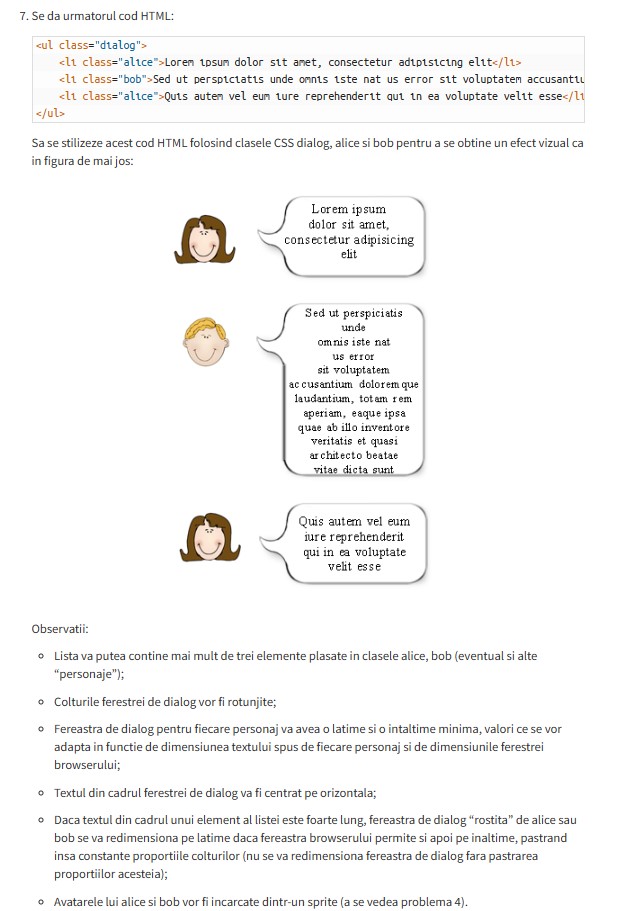 7. Se da urmatorul cod HTML:
<ul class="dialog">
<li class="alice">Lorem ipsum dolor sit amet, consectetur adipisicing elit</li>
<li class="bob">Sed ut perspiciatis unde omnis iste nat us error sit voluptatem accusantiu
<li class="alice">Quis autem vel eum iure reprehenderit qui in ea voluptate velit esse</li
</ul>
Sa se stilizeze acest cod HTML folosind clasele CSS dialog, alice si bob pentru a se obtine un efect vizual ca
in figura de mai jos:
Lorem ipsum
dolor sit amet,
consectetur adipisicing
elit
Sed ut perspiciatis
unde
omnis iste nat
us error
sit voluptatem
accusantium doloremque
laudantium, totam rem
aperiam, eaque ipsa
quae ab illo inventore
veritatis et quasi
architecto beatae
vitae dicta sunt
Quis autem vel eum
iure reprehenderit
qui in ea voluptate
velit esse
Observatii:
Lista va putea contine mai mult de trei elemente plasate in clasele alice, bob (eventual si alte
“personaje”);
Colturile ferestrei de dialog vor fi rotunjite;
Fereastra de dialog pentru fiecare personaj va avea o latime si o intaltime minima, valori ce se vor
adapta in functie de dimensiunea textului spus de fiecare personaj si de dimensiunile ferestrei
browserului;
Textul din cadrul ferestrei de dialog va fi centrat pe orizontala;
Daca textul din cadrul unui element al listei este foarte lung, fereastra de dialog “rostita” de alice sau
bob se va redimensiona pe latime daca fereastra browserului permite si apoi pe inaltime, pastrand
insa constante proportiile colturilor (nu se va redimensiona fereastra de dialog fara pastrarea
proportiilor acesteia);
Avatarele lui alice si bob vor fi incarcate dintr-un sprite (a se vedea problema 4).